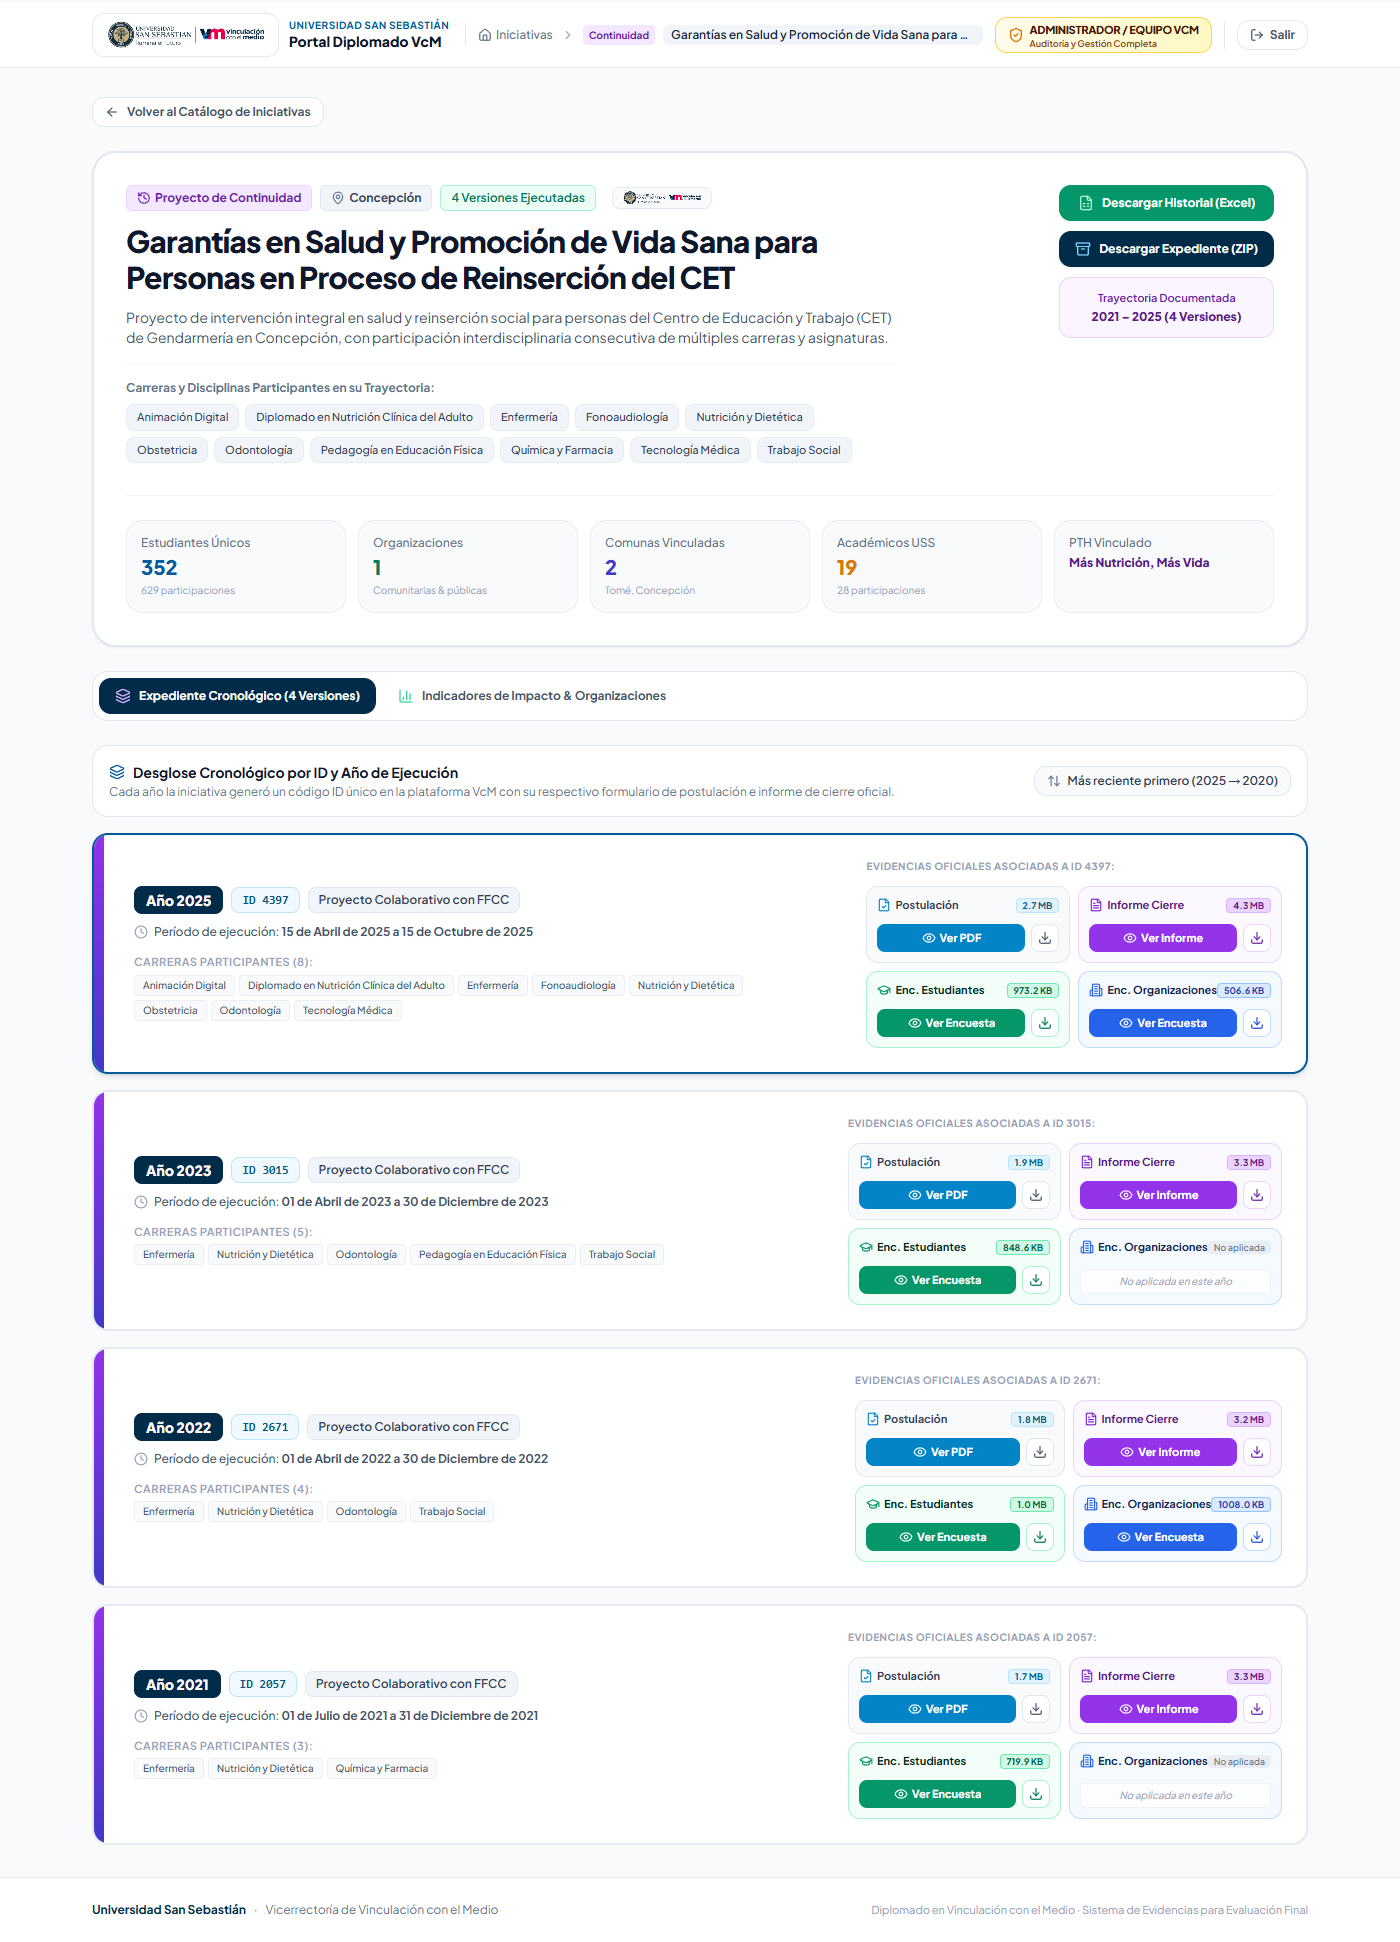 UNIVERSIDAD
SAN SEBASTIAN
vm vinculación
con el medio
UNIVERSIDAD SAN SEBASTIÁN
Portal Diplomado VcM
Iniciativas
Continuidad
Garantías en Salud y Promoción de Vida Sana para ...
ADMINISTRADOR / EQUIPO VCM
Auditoría y Gestión Completa
Salir
Volver al Catálogo de Iniciativas
Proyecto de Continuidad
Concepción
4 Versiones Ejecutadas
Garantías en Salud y Promoción de Vida Sana para
Personas en Proceso de Reinserción del CET
Proyecto de intervención integral en salud y reinserción social para personas del Centro de Educación y Trabajo (CET)
de Gendarmería en Concepción, con participación interdisciplinaria consecutiva de múltiples carreras y asignaturas.
Descargar Historial (Excel)
Descargar Expediente (ZIP)
Trayectoria Documentada
2021 – 2025 (4 Versiones)
Carreras y Disciplinas Participantes en su Trayectoria:
Animación Digital Diplomado en Nutrición Clínica del Adulto Enfermería Fonoaudiología Nutrición y Dietética
Obstetricia Odontología Pedagogía en Educación Física Química y Farmacia Tecnología Médica Trabajo Social
Estudiantes Únicos
352
629 participaciones
Organizaciones
1
Comunitarias & públicas
Comunas Vinculadas
2
Tomé, Concepción
Académicos USS
19
28 participaciones
PTH Vinculado
Más Nutrición, Más Vida
Expediente Cronológico (4 Versiones)
Indicadores de Impacto & Organizaciones
Desglose Cronológico por ID y Año de Ejecución
Cada año la iniciativa generó un código ID único en la plataforma VcM con su respectivo formulario de postulación e informe de cierre oficial.
Más reciente primero (2025 → 2020)
Año 2025 ID 4397 Proyecto Colaborativo con FFCC
Período de ejecución: 15 de Abril de 2025 a 15 de Octubre de 2025
CARRERAS PARTICIPANTES (8):
Animación Digital Diplomado en Nutrición Clínica del Adulto Enfermería Fonoaudiología Nutrición y Dietética
Obstetricia Odontología Tecnología Médica
EVIDENCIAS OFICIALES ASOCIADAS A ID 4397:
Postulación 2.7 MB
Ver PDF
Informe Cierre 4.3 MB
Ver Informe
Enc. Estudiantes 973.2 KB
Ver Encuesta
Enc. Organizaciones 506.6 KB
Ver Encuesta
Año 2023 ID 3015 Proyecto Colaborativo con FFCC
Período de ejecución: 01 de Abril de 2023 a 30 de Diciembre de 2023
CARRERAS PARTICIPANTES (5):
Enfermería Nutrición y Dietética Odontología Pedagogía en Educación Física Trabajo Social
EVIDENCIAS OFICIALES ASOCIADAS A ID 3015:
Postulación 1.9 MB
Ver PDF
Informe Cierre 3.3 MB
Ver Informe
Enc. Estudiantes 848.6 KB
Ver Encuesta
Enc. Organizaciones No aplicada
No aplicada en este año
Año 2022 ID 2671 Proyecto Colaborativo con FFCC
Período de ejecución: 01 de Abril de 2022 a 30 de Diciembre de 2022
CARRERAS PARTICIPANTES (4):
Enfermería Nutrición y Dietética Odontología Trabajo Social
EVIDENCIAS OFICIALES ASOCIADAS A ID 2671:
Postulación 1.8 MB
Ver PDF
Informe Cierre 3.2 MB
Ver Informe
Enc. Estudiantes 1.0 MB
Ver Encuesta
Enc. Organizaciones 1008.0 KB
Ver Encuesta
Año 2021 ID 2057 Proyecto Colaborativo con FFCC
Período de ejecución: 01 de Julio de 2021 a 31 de Diciembre de 2021
CARRERAS PARTICIPANTES (3):
Enfermería Nutrición y Dietética Química y Farmacia
EVIDENCIAS OFICIALES ASOCIADAS A ID 2057:
Postulación 1.7 MB
Ver PDF
Informe Cierre 3.3 MB
Ver Informe
Enc. Estudiantes 719.9 KB
Ver Encuesta
Enc. Organizaciones No aplicada
No aplicada en este año
Universidad San Sebastián · Vicerrectoría de Vinculación con el Medio
Diplomado en Vinculación con el Medio · Sistema de Evidencias para Evaluación Final